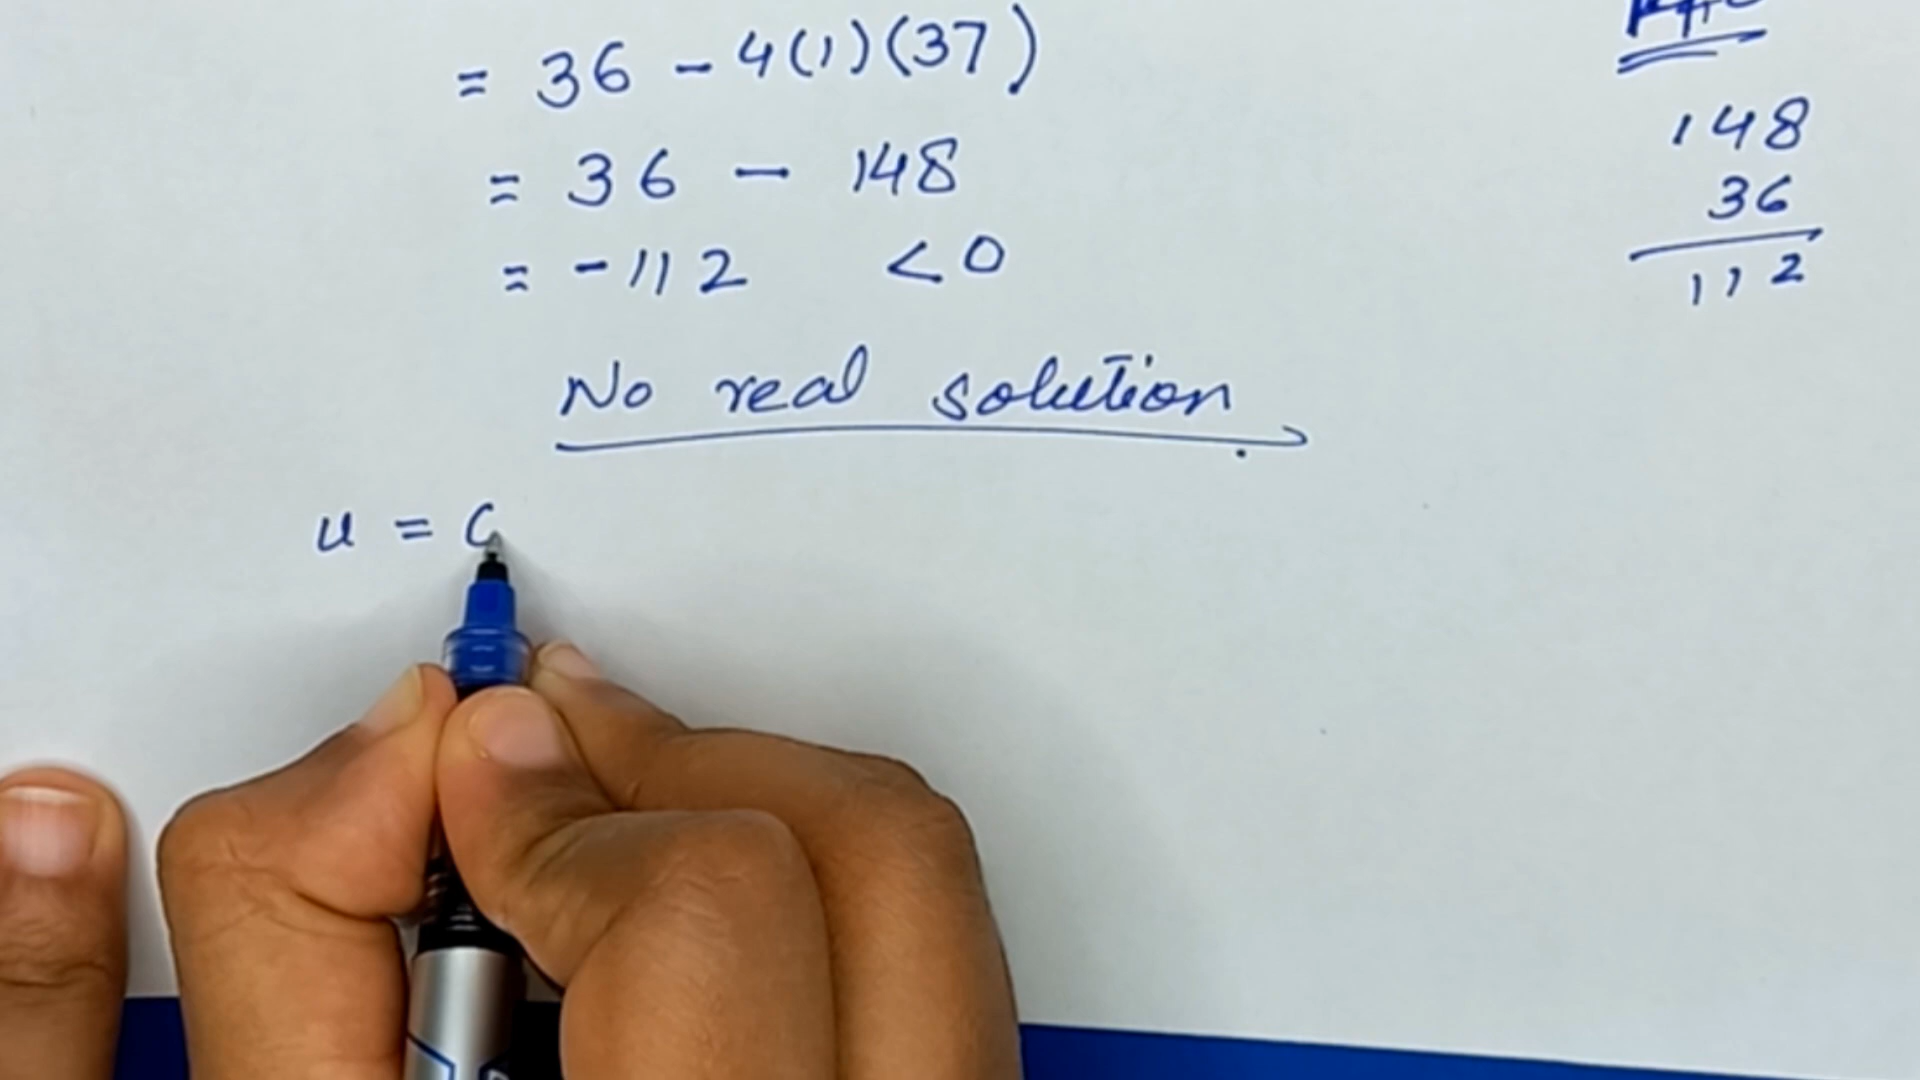 = 36 - 4(1)(37)
= 36 - 148
= -112 < 0
No real solution.
u =
148
36
112